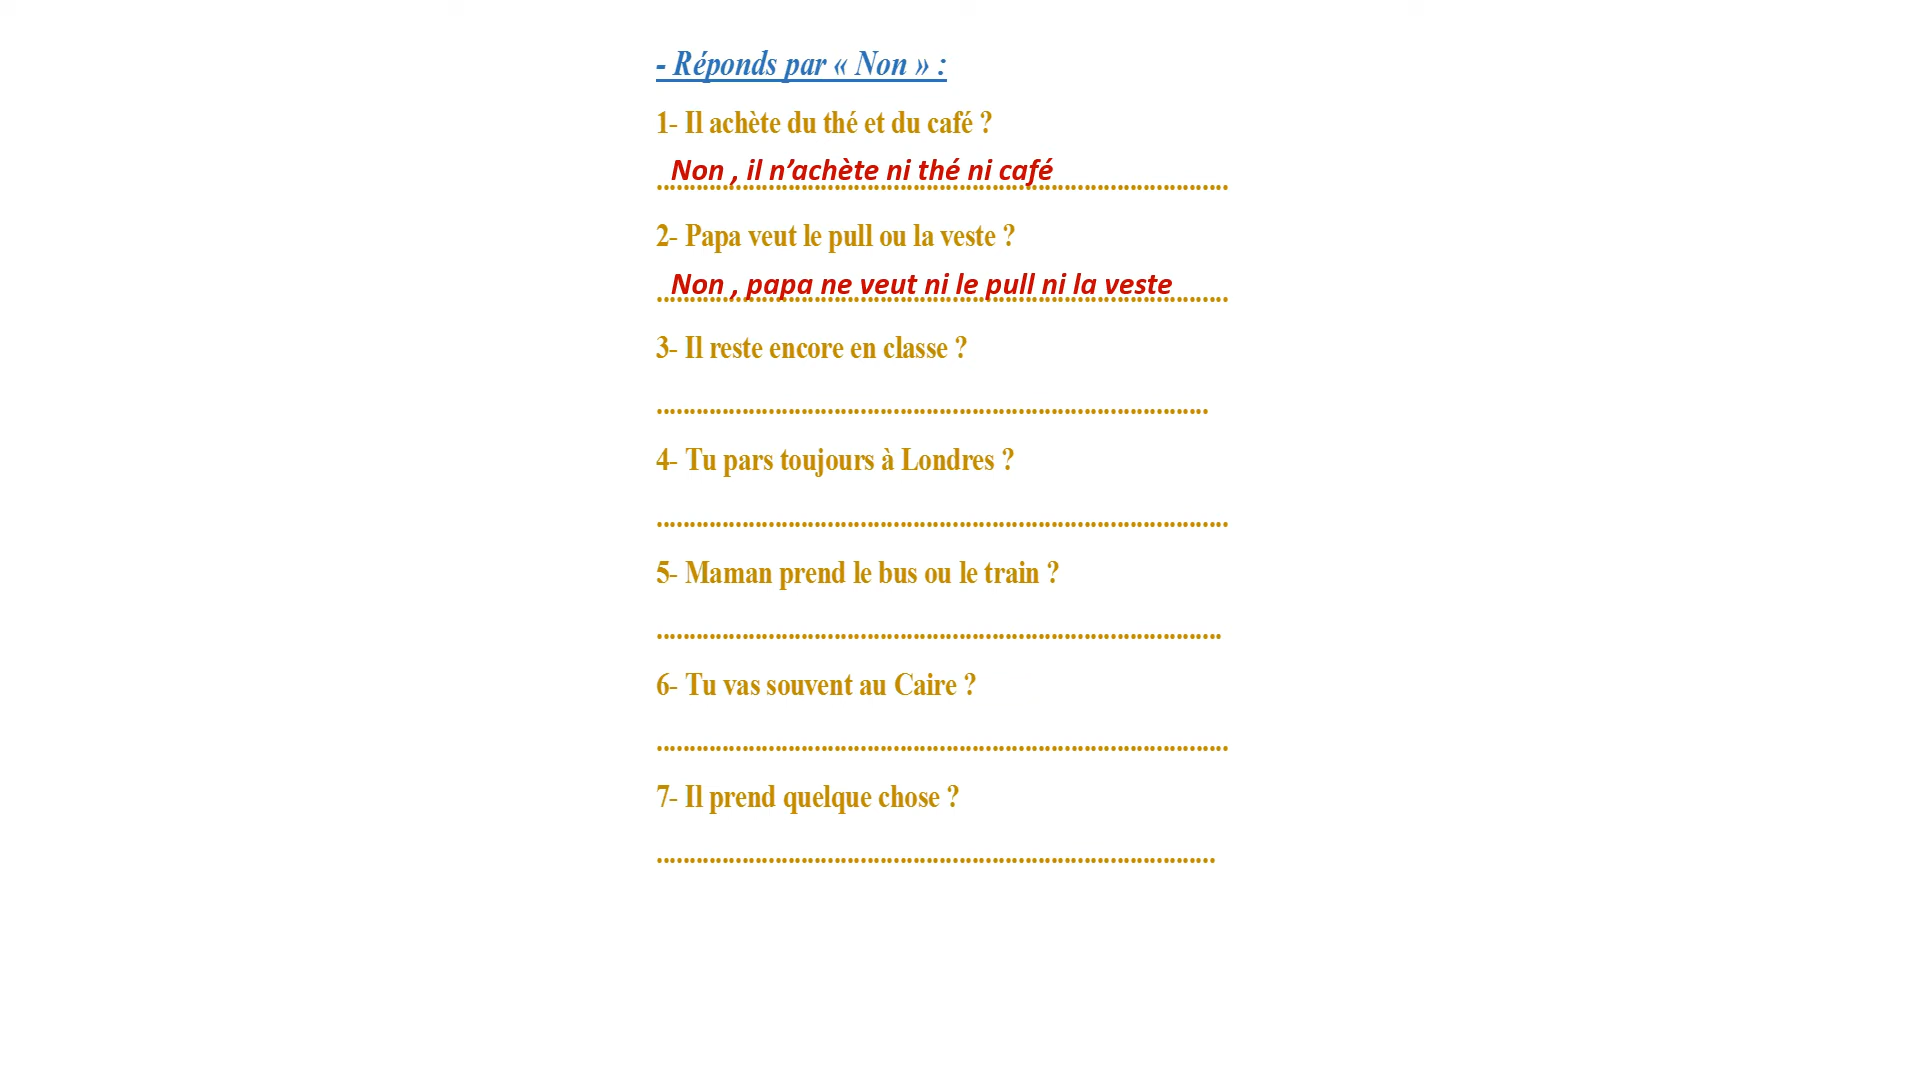 - Réponds par « Non » :
1- Il achète du thé et du café ?
Non , il n’achète ni thé ni café
2- Papa veut le pull ou la veste ?
Non , papa ne veut ni le pull ni la veste
3- Il reste encore en classe ?
4- Tu pars toujours à Londres ?
5- Maman prend le bus ou le train ?
6- Tu vas souvent au Caire ?
7- Il prend quelque chose ?